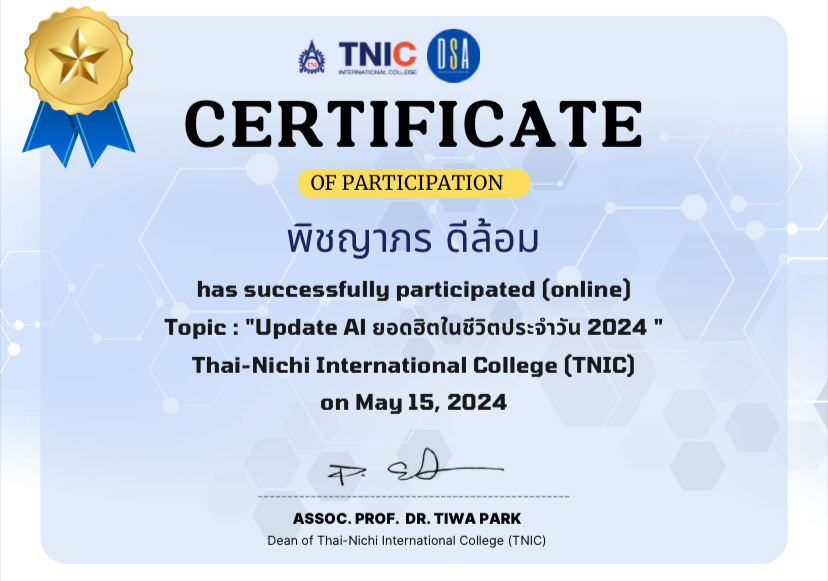 TNI
TNIC
INTERNATIONAL COLLEGE
DSA
CERTIFICATE
OF PARTICIPATION
พิชญาภร ดีล้อม
has successfully participated (online)
Topic : "Update AI ยอดฮิตในชีวิตประจำวัน 2024 "
Thai-Nichi International College (TNIC)
on May 15, 2024
ASSOC. PROF. DR. TIWA PARK
Dean of Thai-Nichi International College (TNIC)